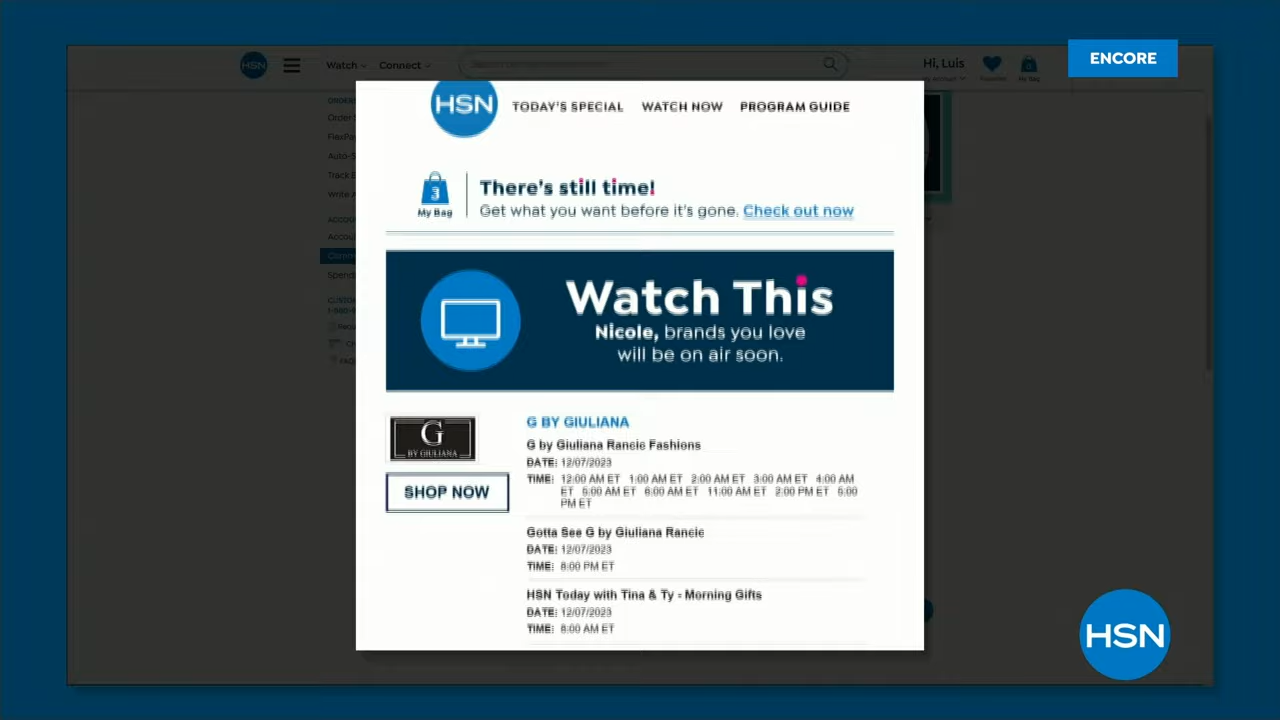 ENCORE
HSN
Watch
Connect
Hi, Luis
My Bag
HSN
TODAY'S SPECIAL
WATCH NOW
PROGRAM GUIDE
3
My Bag
There's still time!
Get what you want before it's gone. Check out now
Watch This
Nicole, brands you love
will be on air soon.
G
BY GIULIANA
SHOP NOW
G BY GIULIANA
G by Giuliana Rancic Fashions
DATE: 12/07/2023
TIME: 12:00 AM ET 1:00 AM ET 2:00 AM ET 3:00 AM ET 4:00 AM
ET 5:00 AM ET 6:00 AM ET 11:00 AM ET 2:00 PM ET
PM ET
Gotta See G by Giuliana Rancic
DATE: 12/07/2023
TIME: 8:00 PM ET
HSN Today with Tina & Ty - Morning Gifts
DATE: 12/07/2023
TIME: 8:00 AM ET
HSN